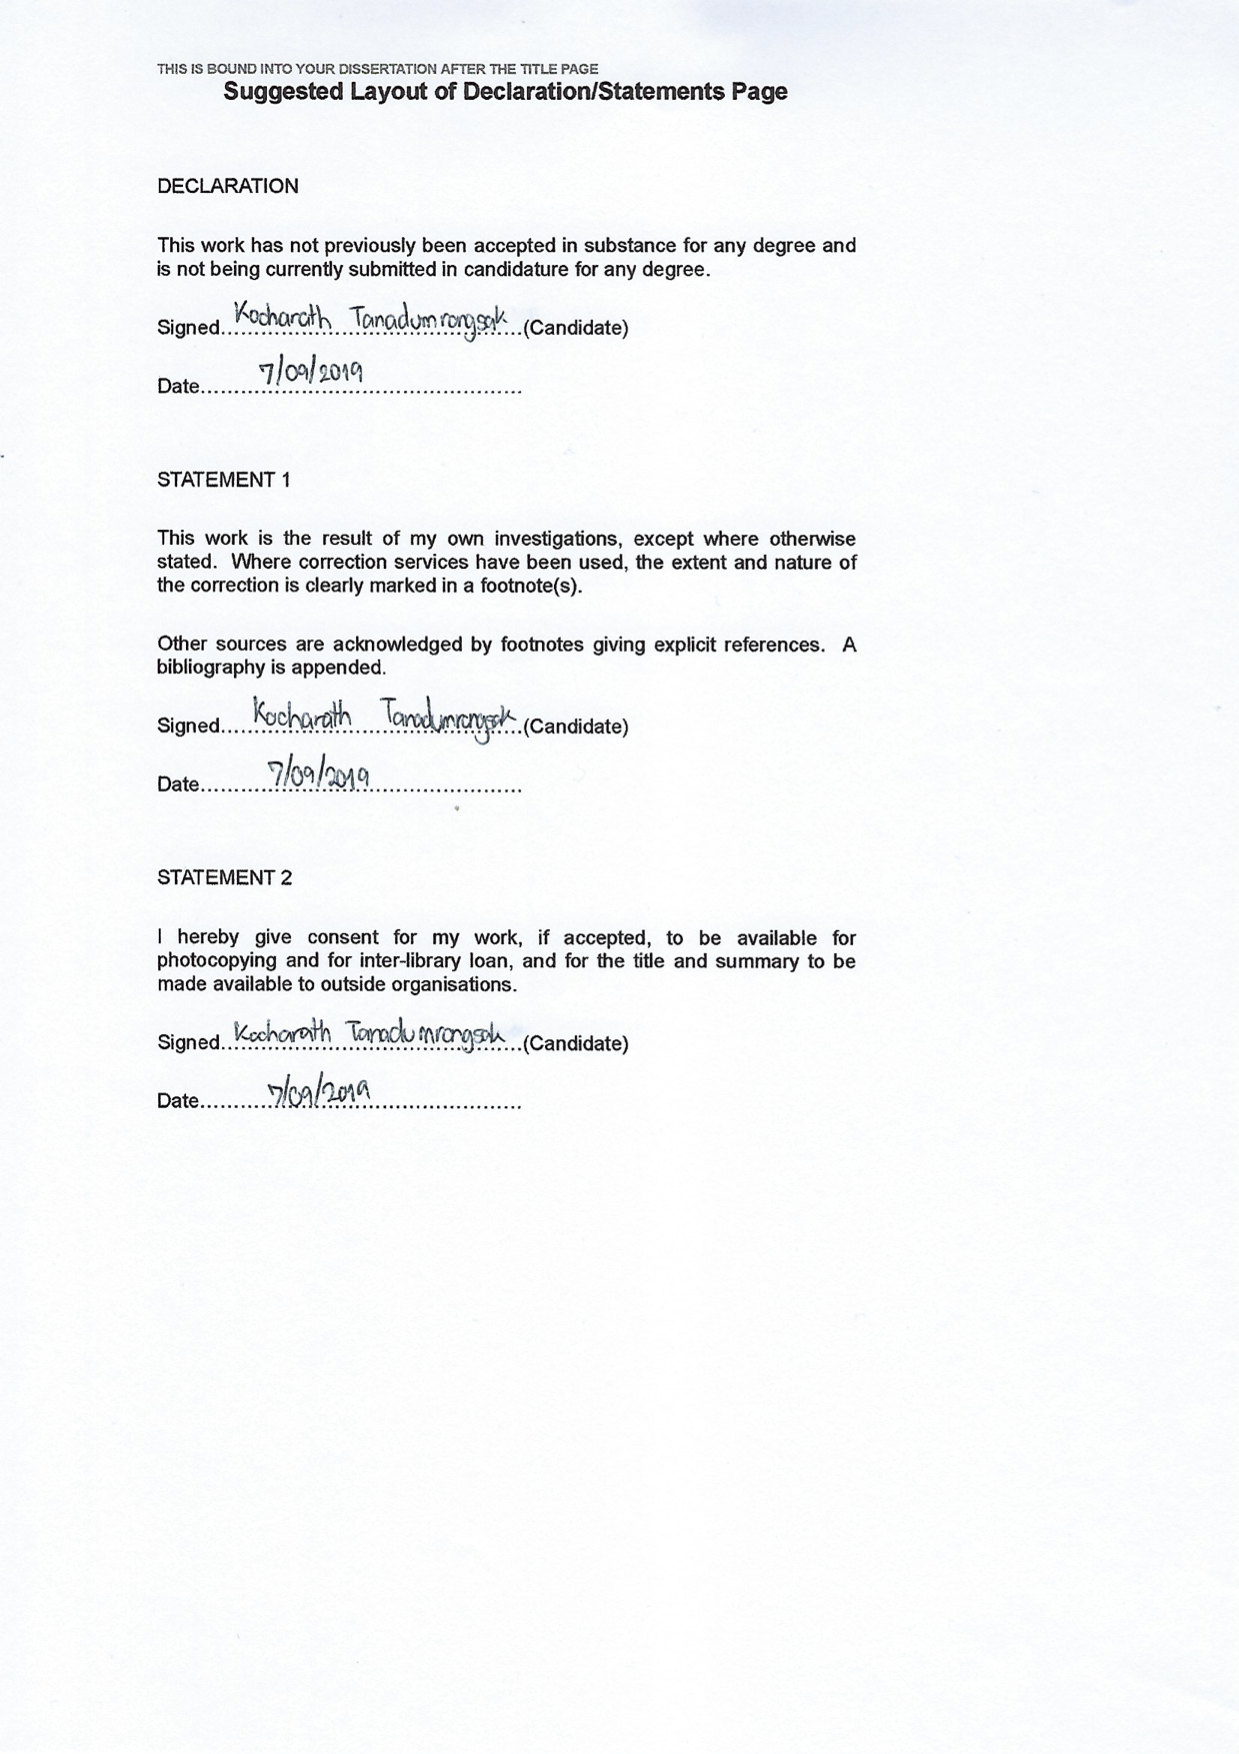 THIS IS BOUND INTO YOUR DISSERTATION AFTER THE TITLE PAGE
Suggested Layout of Declaration/Statements Page
DECLARATION
This work has not previously been accepted in substance for any degree and
is not being currently submitted in candidature for any degree.
Signed Kocharath Tanadumrongsak (Candidate)
Date 7/09/2019
STATEMENT 1
This work is the result of my own investigations, except where otherwise
stated. Where correction services have been used, the extent and nature of
the correction is clearly marked in a footnote(s).
Other sources are acknowledged by footnotes giving explicit references. A
bibliography is appended.
Signed Kocharath Tanadumrongsak (Candidate)
Date 7/09/2019
STATEMENT 2
I hereby give consent for my work, if accepted, to be available for
photocopying and for inter-library loan, and for the title and summary to be
made available to outside organisations.
Signed Kocharath Tanadumrongsak (Candidate)
Date 7/09/2019